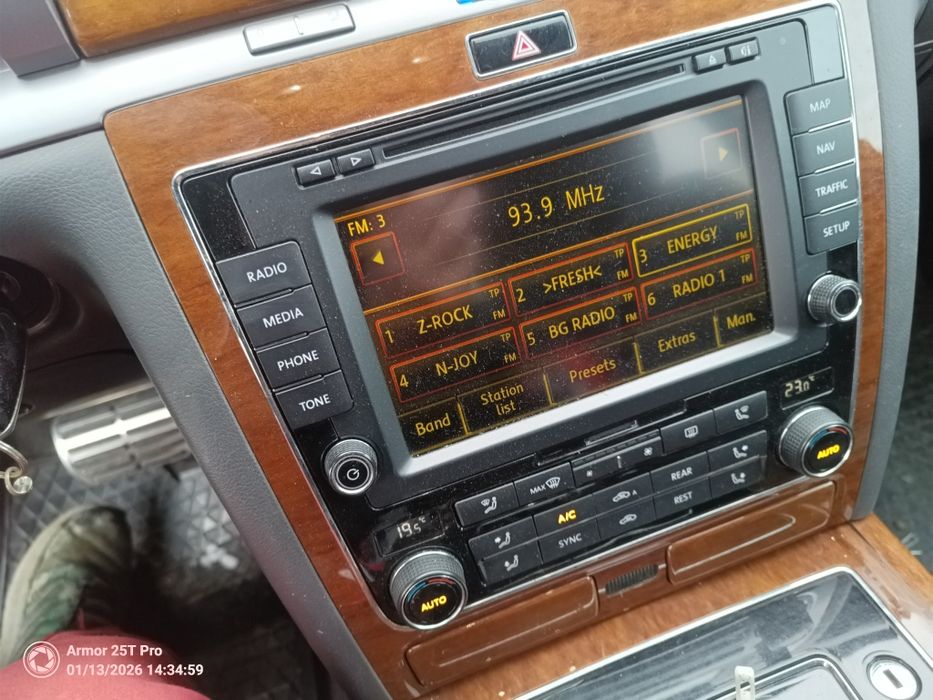 MAP
NAV
TRAFFIC
SETUP
RADIO
MEDIA
PHONE
TONE
FM: 3
93.9 MHz
1 Z-ROCK TP FM
2 >FRESH< TP FM
3 ENERGY TP FM
4 N-JOY TP FM
5 BG RADIO TP FM
6 RADIO 1 TP FM
Band
Station
list
Presets
Extras
Man.
23.0 °C
19.5 °C
MAX
A/C
A
REAR
SYNC
REST
AUTO
AUTO
Armor 25T Pro
01/13/2026 14:34:59